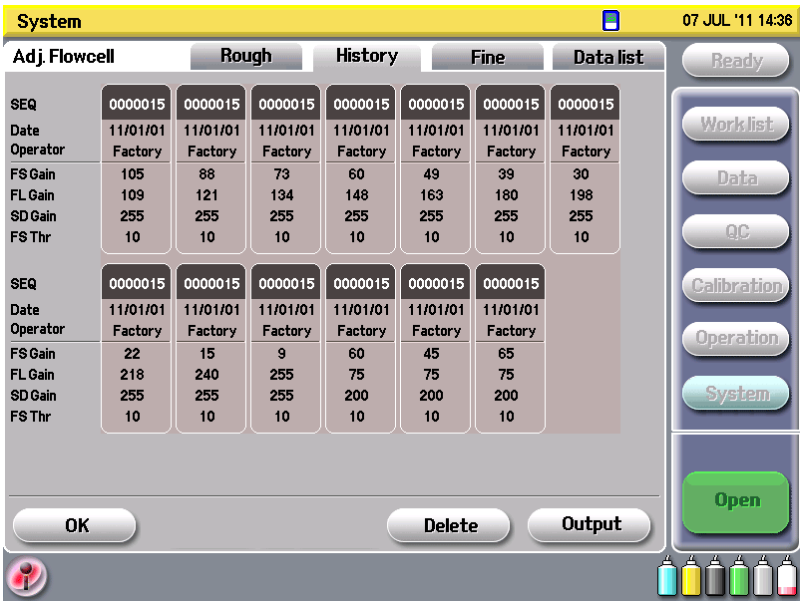 System 07 JUL '11 14:36
Adj. Flowcell Rough History Fine Data list Ready
SEQ 0000015 0000015 0000015 0000015 0000015 0000015 0000015
Date 11/01/01 11/01/01 11/01/01 11/01/01 11/01/01 11/01/01 11/01/01
Operator Factory Factory Factory Factory Factory Factory Factory
FS Gain 105 88 73 60 49 39 30
FL Gain 109 121 134 148 163 180 198
SD Gain 255 255 255 255 255 255 255
FS Thr 10 10 10 10 10 10 10
SEQ 0000015 0000015 0000015 0000015 0000015 0000015
Date 11/01/01 11/01/01 11/01/01 11/01/01 11/01/01 11/01/01
Operator Factory Factory Factory Factory Factory Factory
FS Gain 22 15 9 60 45 65
FL Gain 218 240 255 75 75 75
SD Gain 255 255 255 200 200 200
FS Thr 10 10 10 10 10 10
OK Delete Output
Work list
Data
QC
Calibration
Operation
System
Open